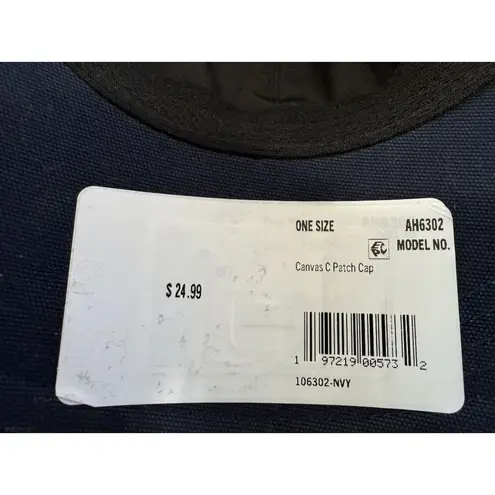 ONE SIZE AH6302
MODEL NO.
Canvas C Patch Cap
$ 24.99
1 97219 00573 2
106302-NVY